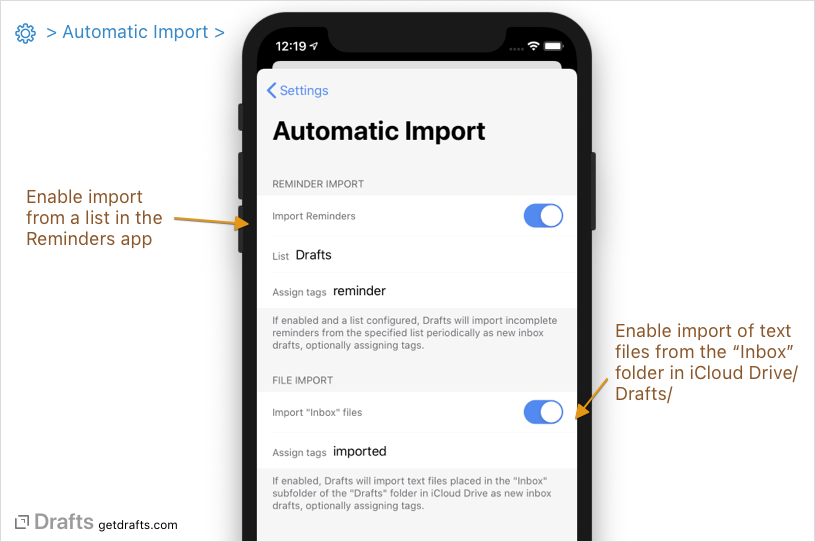 > Automatic Import >
12:19
Settings
Automatic Import
REMINDER IMPORT
Import Reminders
List Drafts
Assign tags reminder
If enabled and a list configured, Drafts will import incomplete
reminders from the specified list periodically as new inbox
drafts, optionally assigning tags.
FILE IMPORT
Import "Inbox" files
Assign tags imported
If enabled, Drafts will import text files placed in the "Inbox"
subfolder of the "Drafts" folder in iCloud Drive as new inbox
drafts, optionally assigning tags.
Enable import
from a list in the
Reminders app
Enable import of text
files from the “Inbox”
folder in iCloud Drive/
Drafts/
Drafts getdrafts.com